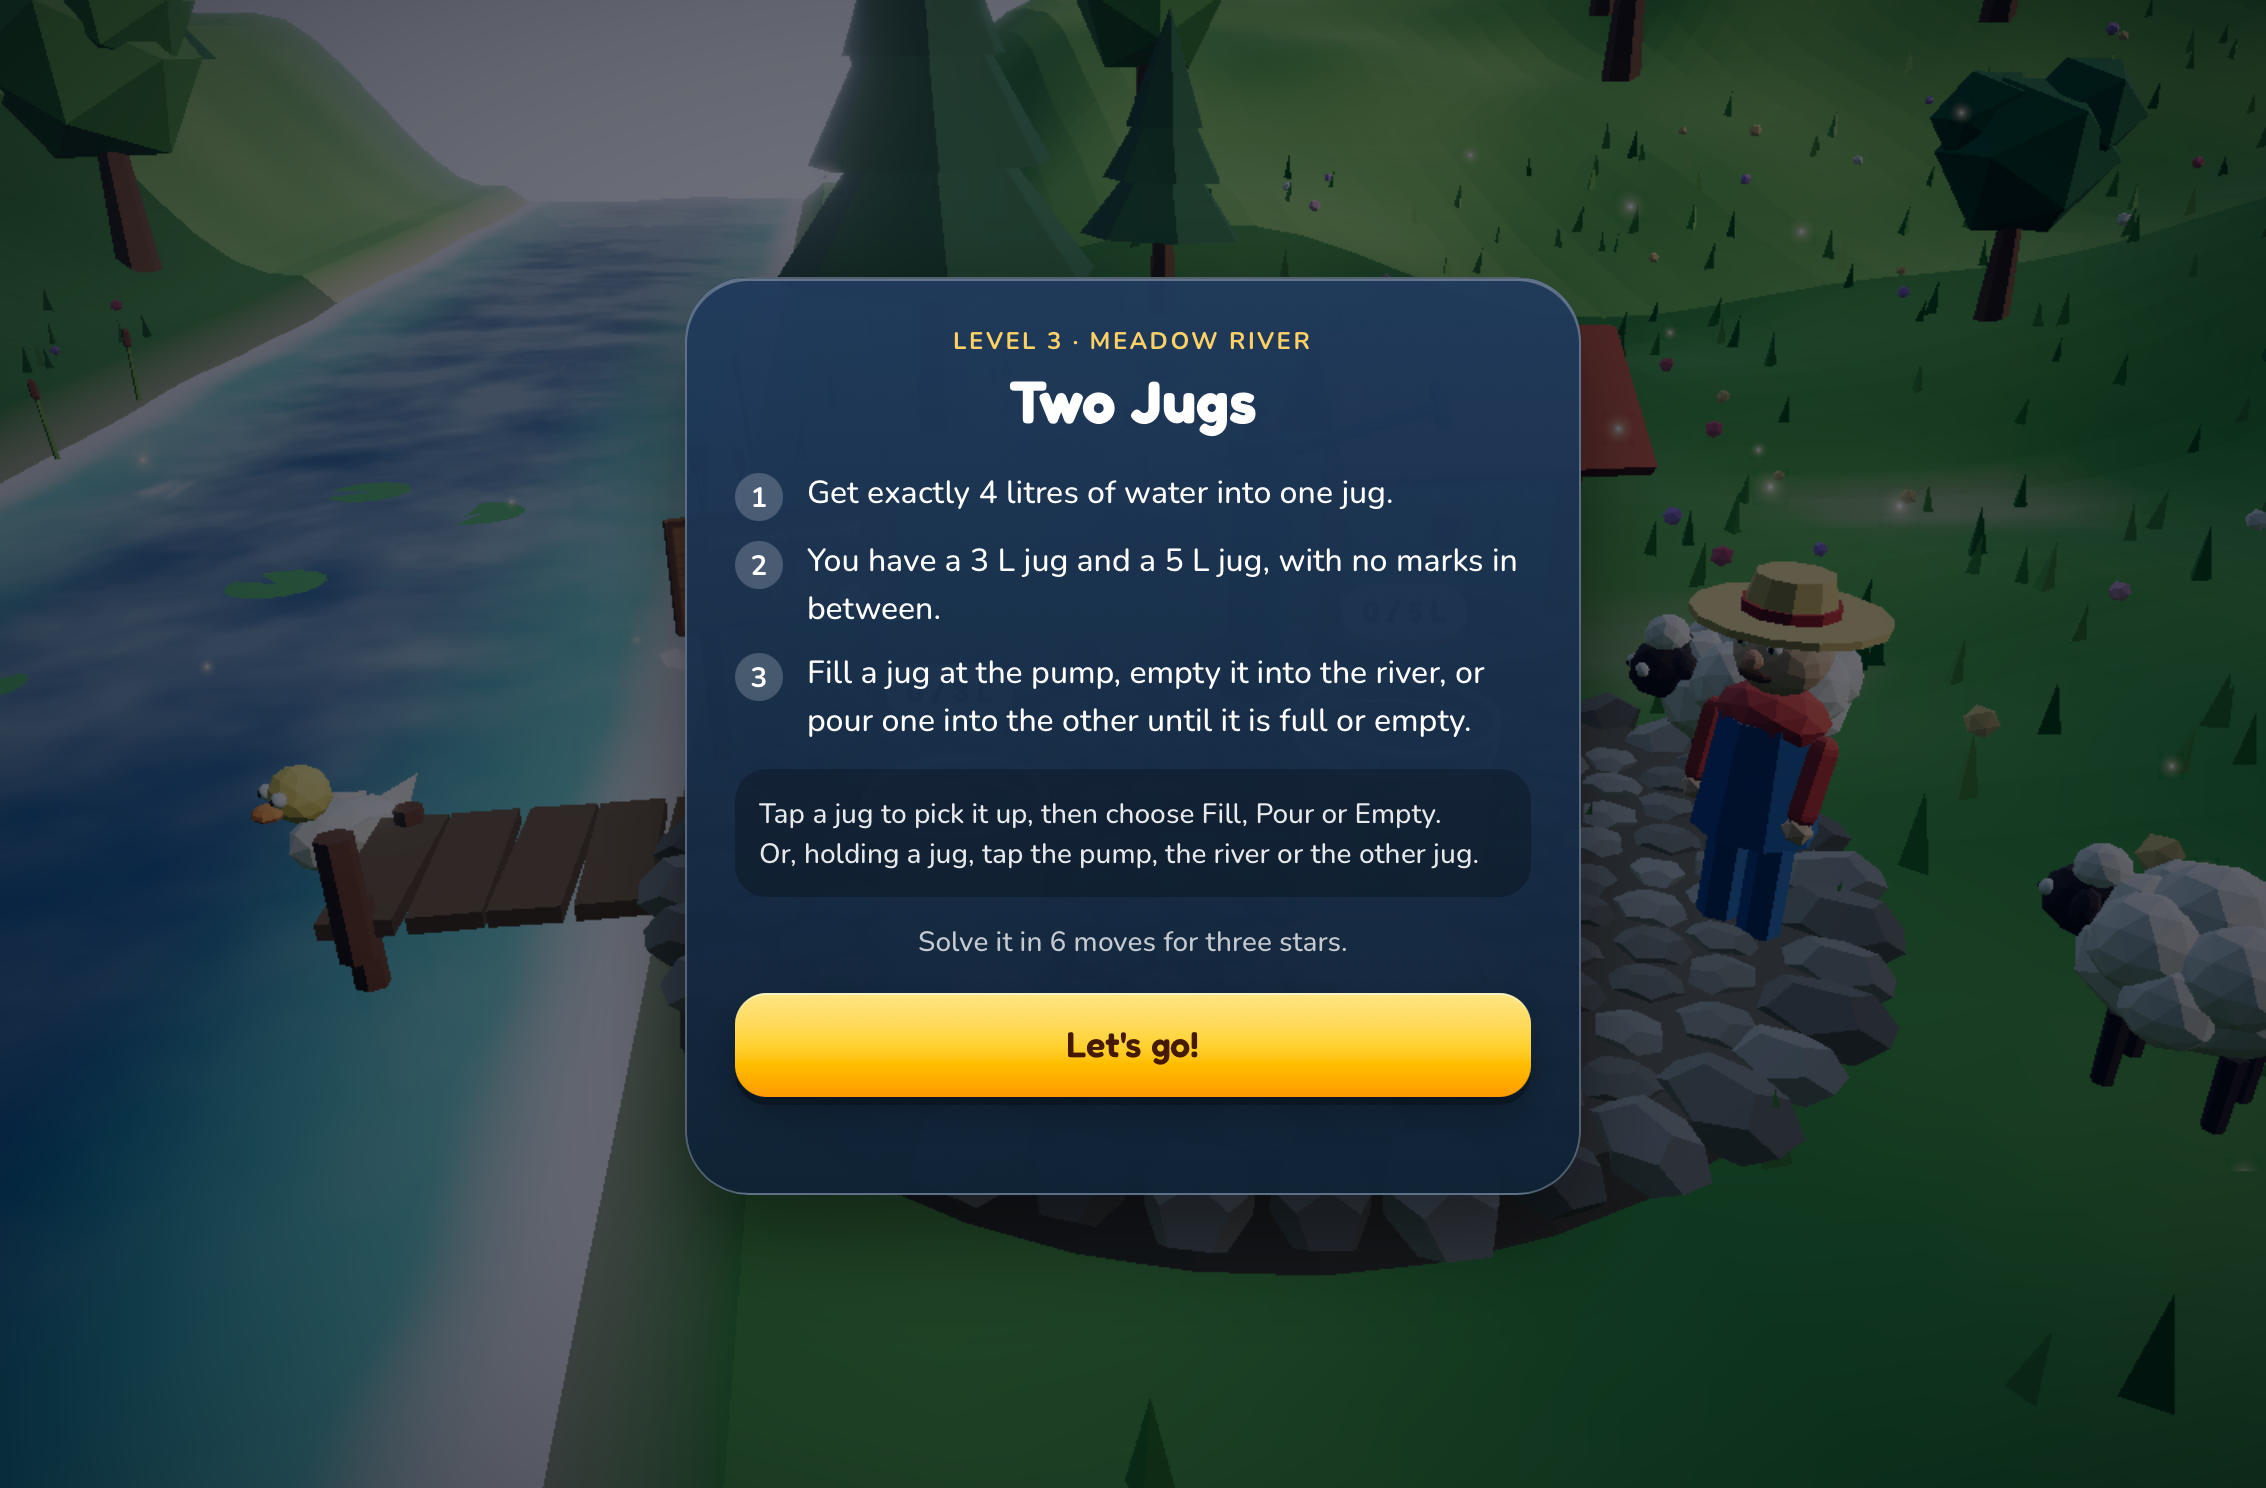 LEVEL 3 · MEADOW RIVER
Two Jugs
1 Get exactly 4 litres of water into one jug.
2 You have a 3 L jug and a 5 L jug, with no marks in
between.
0/5L
3 Fill a jug at the pump, empty it into the river, or
pour one into the other until it is full or empty.
Tap a jug to pick it up, then choose Fill, Pour or Empty.
Or, holding a jug, tap the pump, the river or the other jug.
Solve it in 6 moves for three stars.
Let's go!